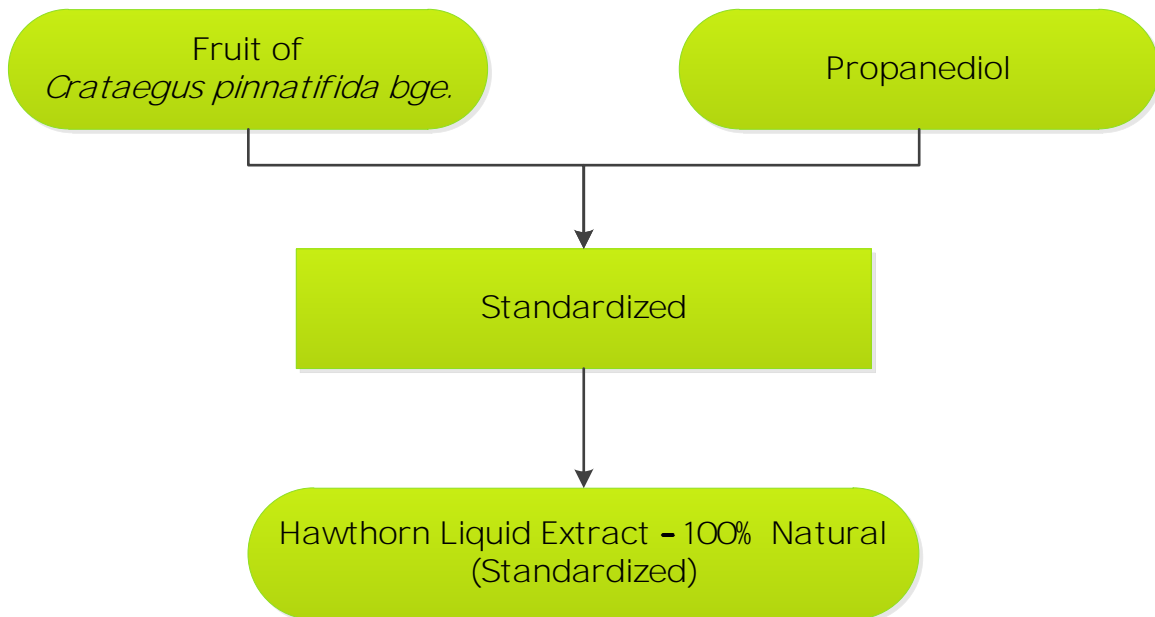 Fruit of
Crataegus pinnatifida bge.
Propanediol
Standardized
Hawthorn Liquid Extract – 100% Natural
(Standardized)